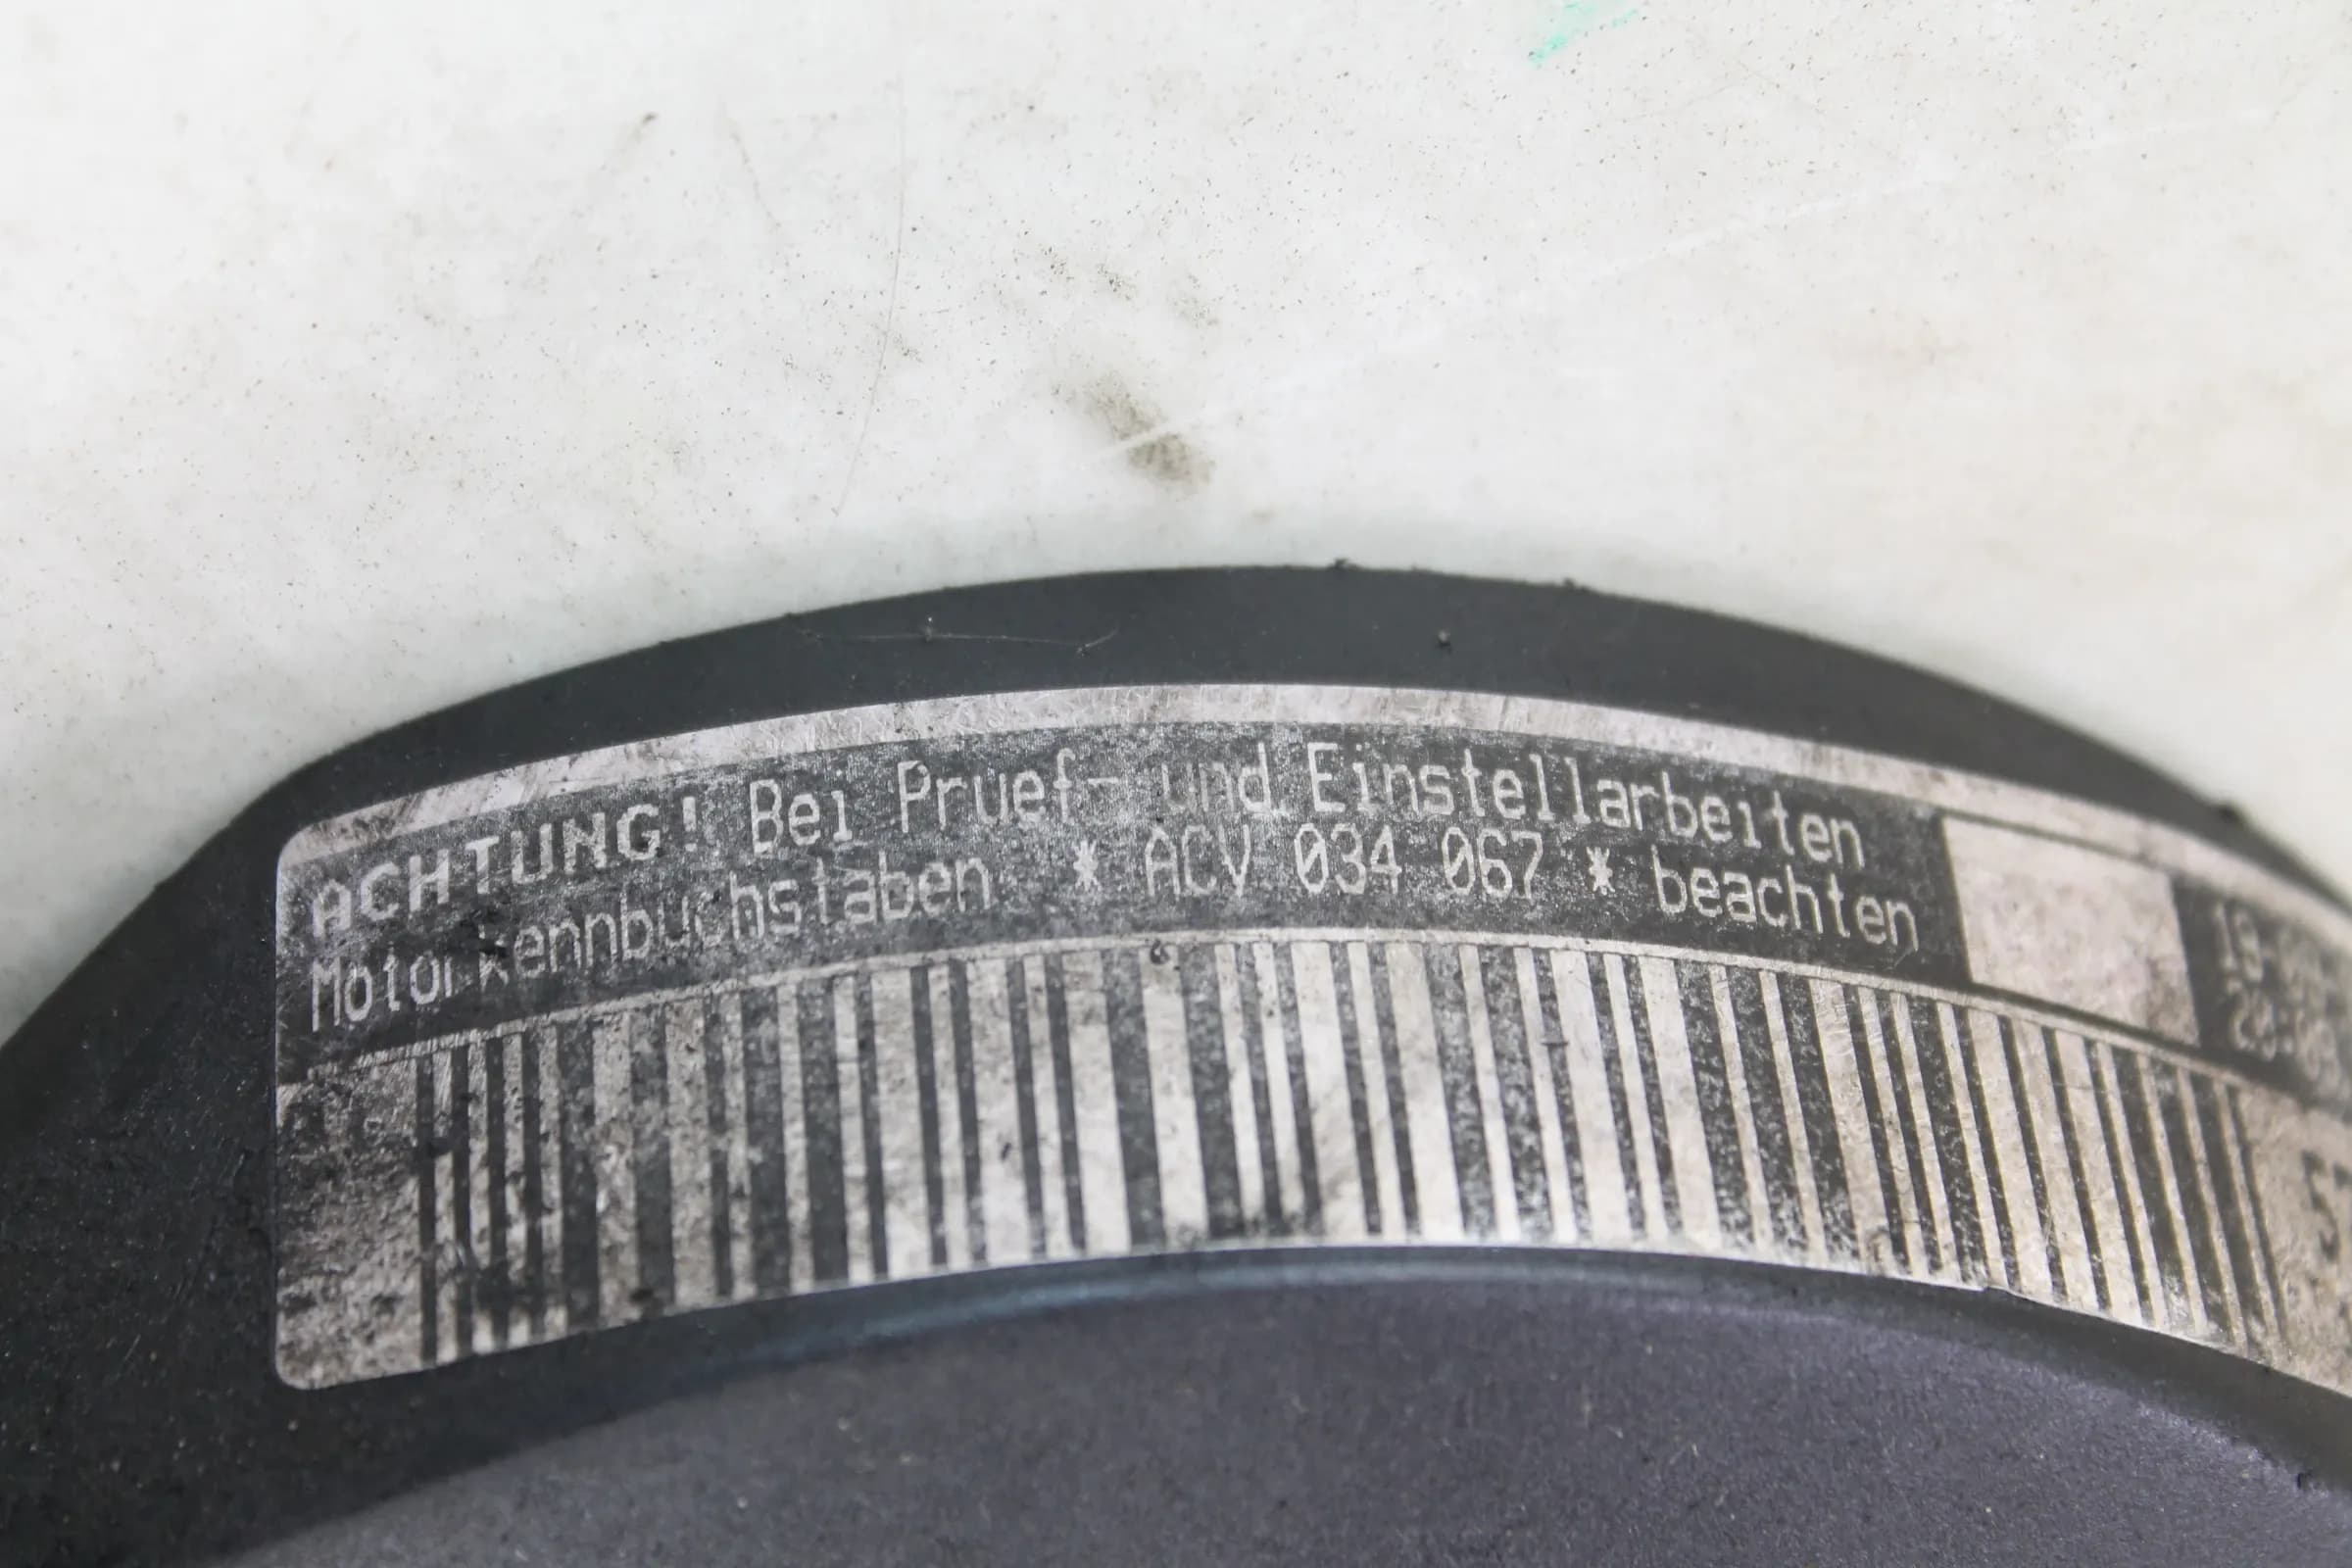 ACHTUNG! Bei Pruef- und Einstellarbeiten
Motorkennbuchstaben * ACV 034 067 * beachten